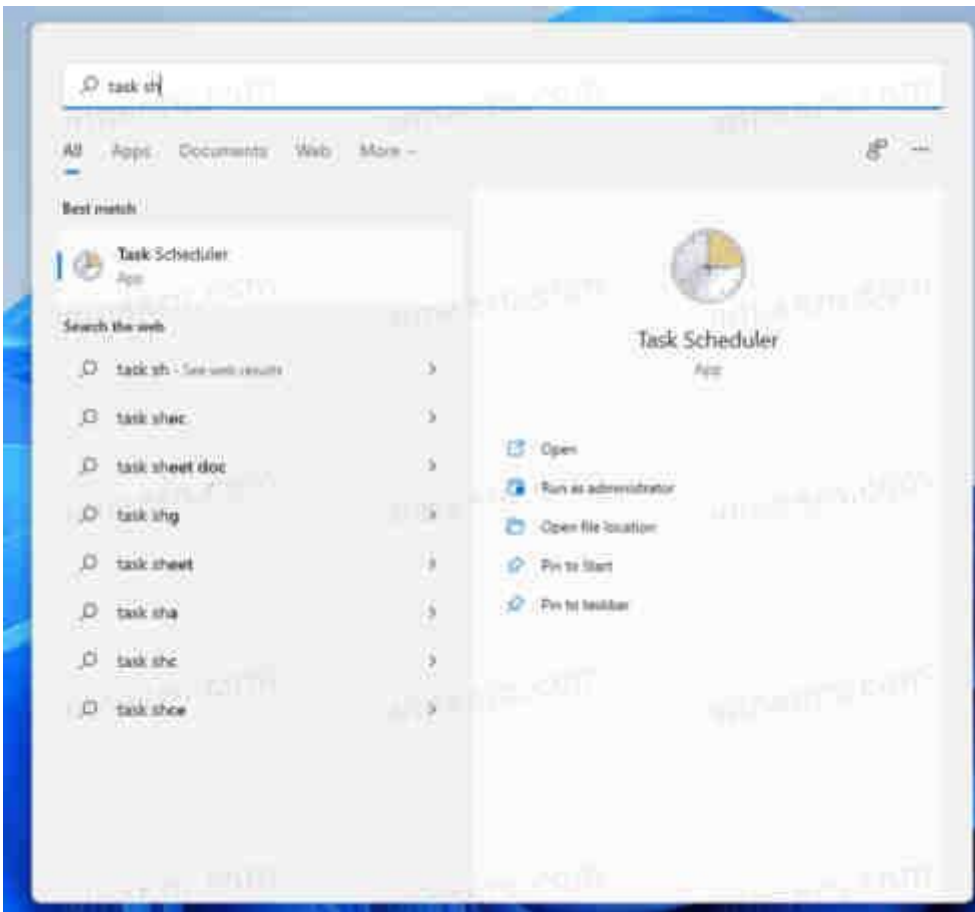 task sh
All Apps Documents Web More
Best match
Task Scheduler
App
Search the web
task sh - See web results
task shec
task sheet doc
task shg
task sheet
task sha
task shc
task shoe
Task Scheduler
App
Open
Run as administrator
Open file location
Pin to Start
Pin to taskbar